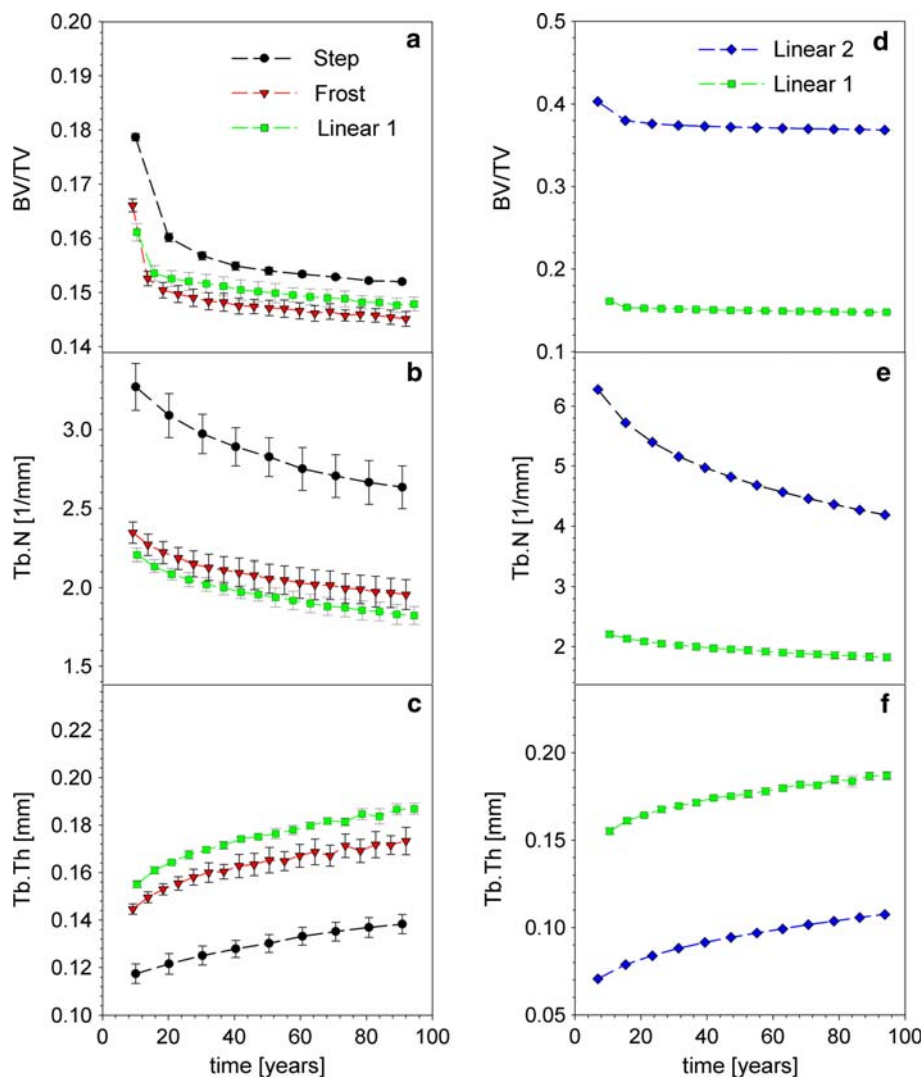 a
Step
Frost
Linear 1
BV/TV
0.20
0.19
0.18
0.17
0.16
0.15
0.14
b
Tb.N [1/mm]
3.0
2.5
2.0
1.5
c
Tb.Th [mm]
0.22
0.20
0.18
0.16
0.14
0.12
0.10
0 20 40 60 80 100
time [years]
d
Linear 2
Linear 1
BV/TV
0.5
0.4
0.3
0.2
0.1
e
Tb.N [1/mm]
6
5
4
3
2
f
Tb.Th [mm]
0.20
0.15
0.10
0.05
0 20 40 60 80 100
time [years]